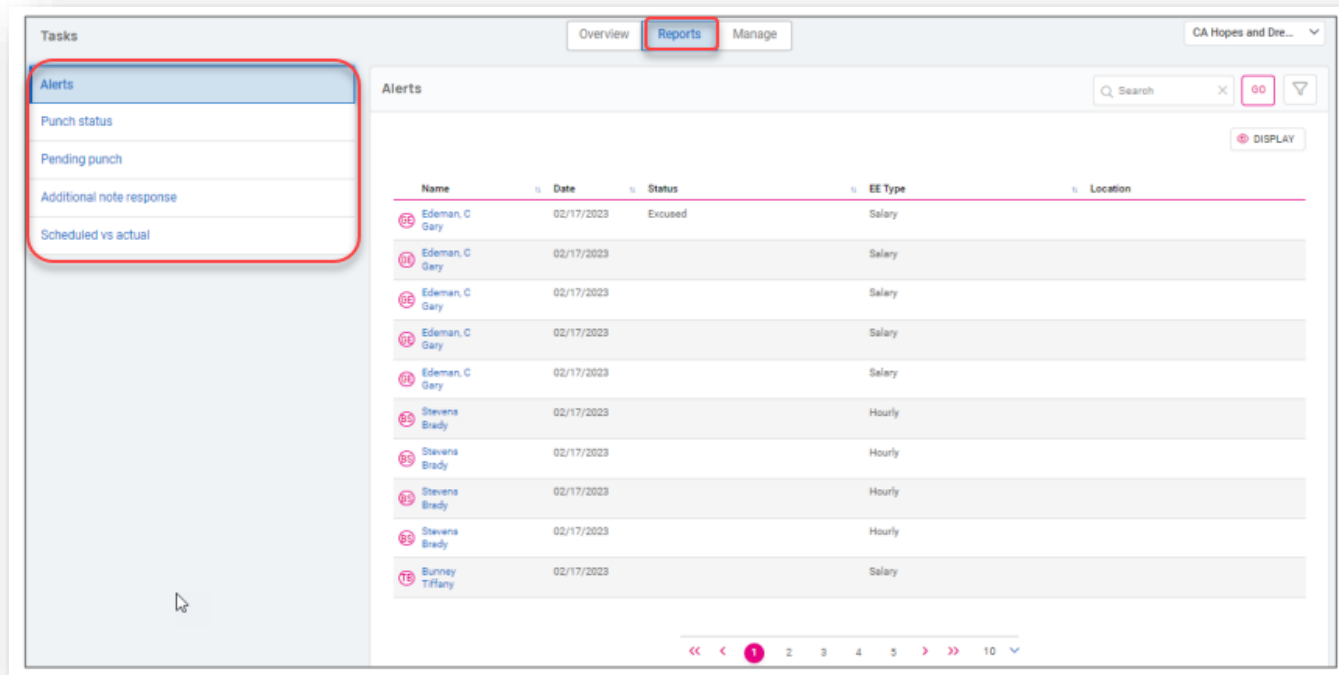 Tasks
Overview Reports Manage
CA Hopes and Dre...
Alerts
Punch status
Pending punch
Additional note response
Scheduled vs actual
Alerts
Search GO
DISPLAY
Name Date Status EE Type Location
GE Edeman, C Gary 02/17/2023 Excused Salary
GE Edeman, C Gary 02/17/2023 Salary
GE Edeman, C Gary 02/17/2023 Salary
GE Edeman, C Gary 02/17/2023 Salary
GE Edeman, C Gary 02/17/2023 Salary
BS Stevens Brady 02/17/2023 Hourly
BS Stevens Brady 02/17/2023 Hourly
BS Stevens Brady 02/17/2023 Hourly
BS Stevens Brady 02/17/2023 Hourly
TB Bunney Tiffany 02/17/2023 Salary
<< < 1 2 3 4 5 > >> 10